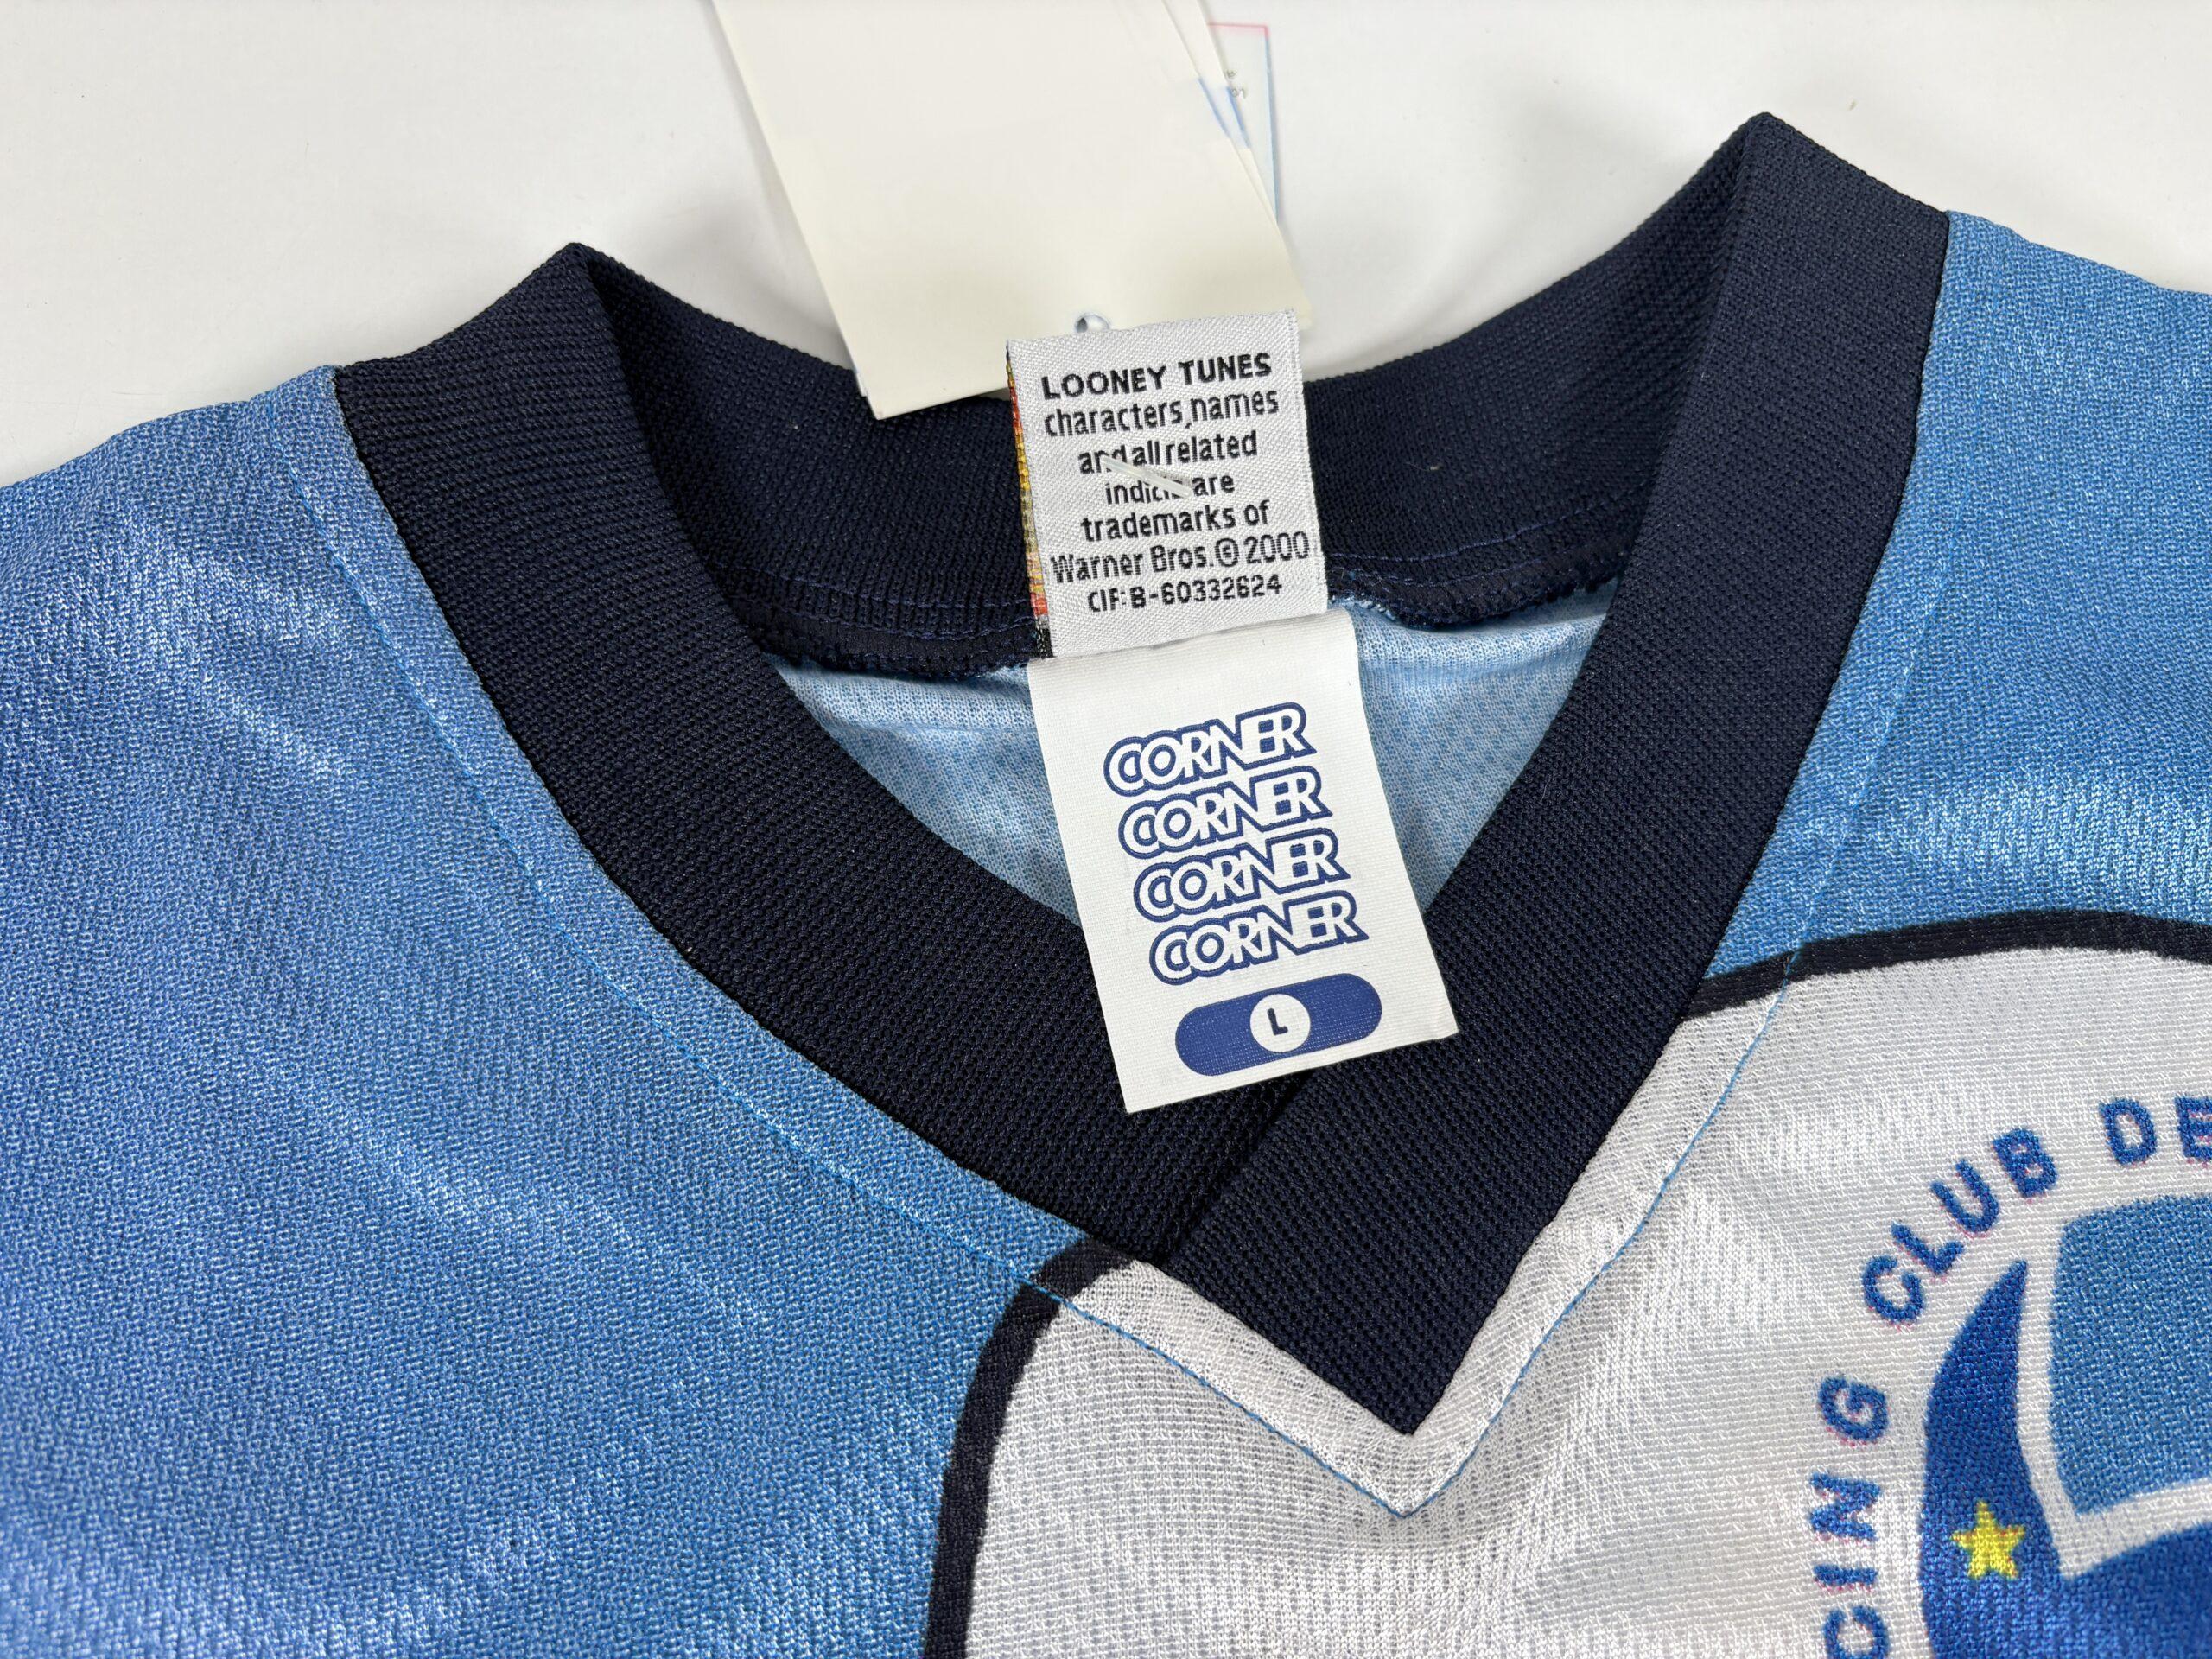 LOONEY TUNES
characters, names
and all related
indicia are
trademarks of
Warner Bros. © 2000
CIF: B-60332624
CORNER
CORNER
CORNER
CORNER
L
CING CLUB DE